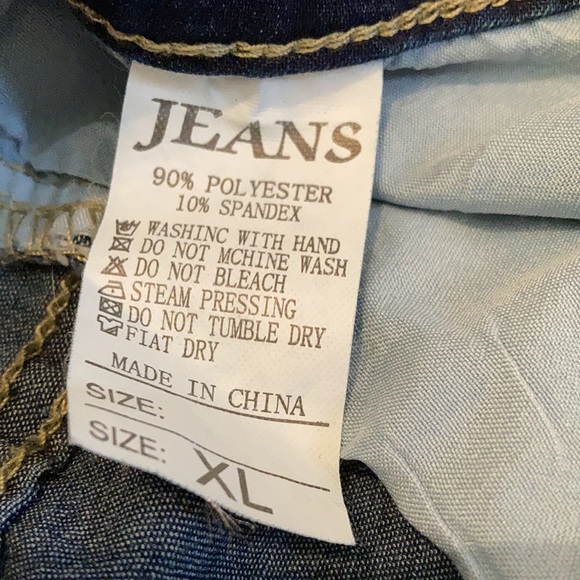 JEANS
90% POLYESTER
10% SPANDEX
WASHINC WITH HAND
DO NOT MCHINE WASH
DO NOT BLEACH
STEAM PRESSING
DO NOT TUMBLE DRY
FIAT DRY
MADE IN CHINA
SIZE:
SIZE: XL